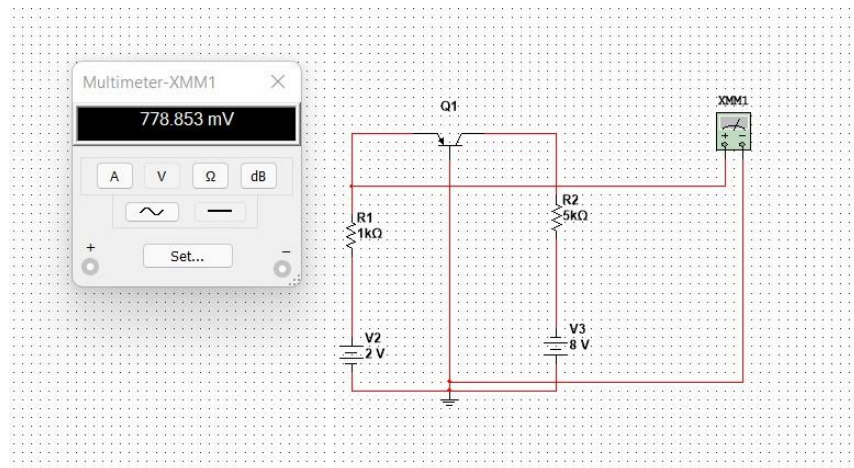 Multimeter-XMM1
778.853 mV
A V Ω dB
+ Set... −
Q1
XMM1
+ −
R1
1kΩ
R2
5kΩ
V2
2 V
V3
8 V